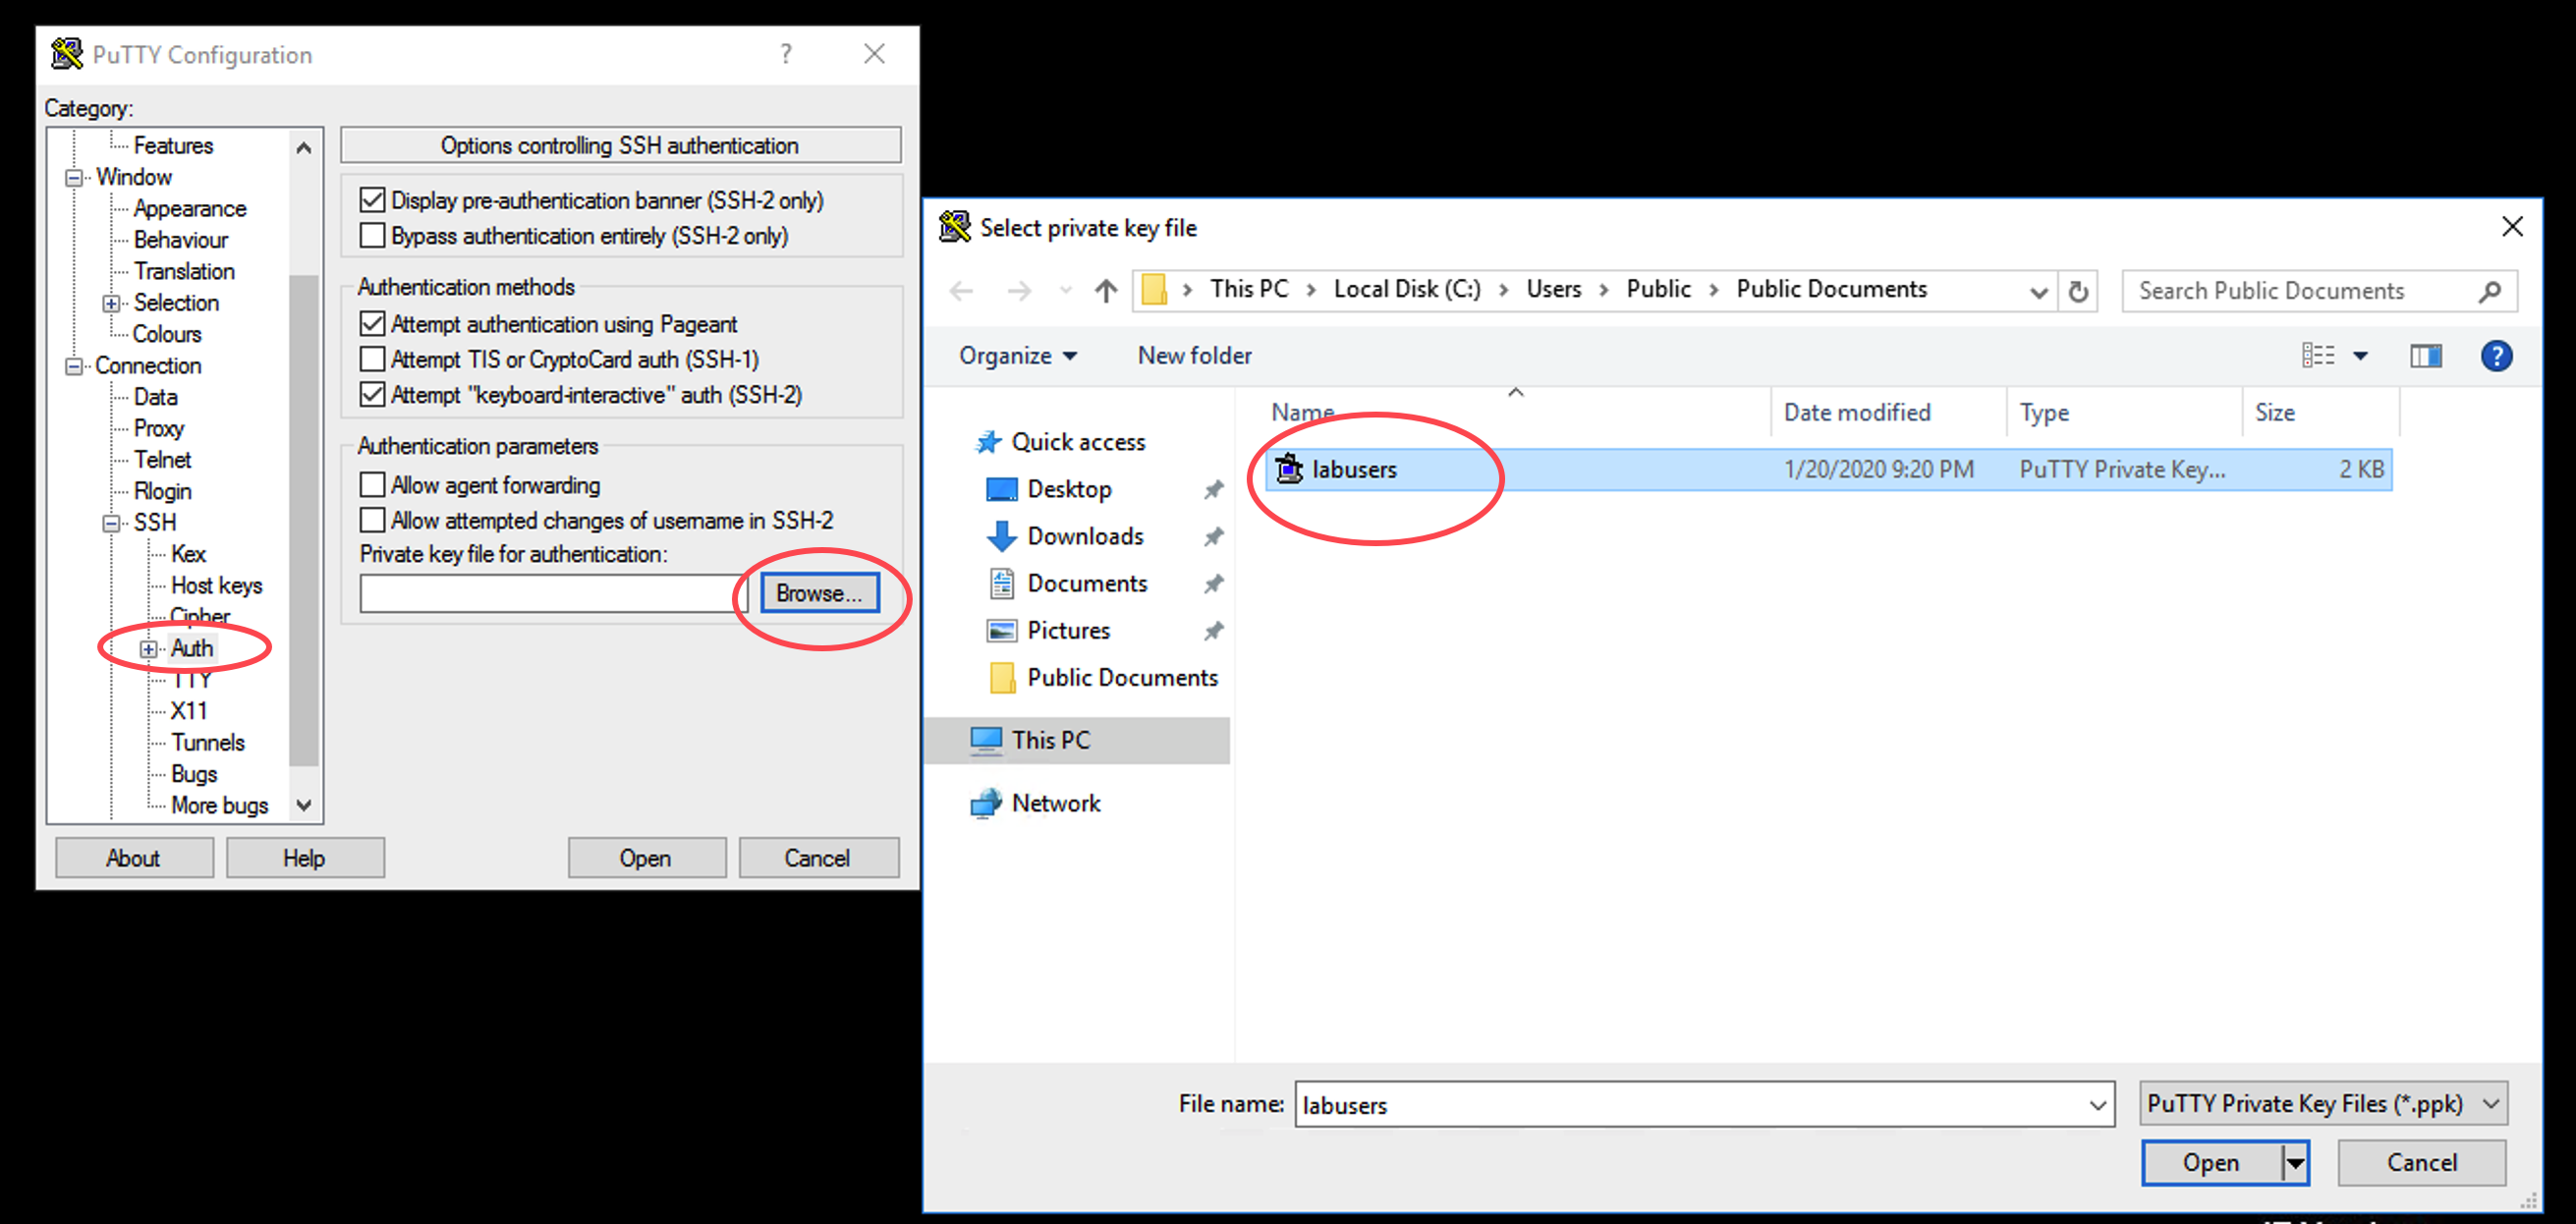 PuTTY Configuration
?
Category:
Features
Window
Appearance
Behaviour
Translation
Selection
Colours
Connection
Data
Proxy
Telnet
Rlogin
SSH
Kex
Host keys
Cipher
Auth
TTY
X11
Tunnels
Bugs
More bugs
Options controlling SSH authentication
Display pre-authentication banner (SSH-2 only)
Bypass authentication entirely (SSH-2 only)
Authentication methods
Attempt authentication using Pageant
Attempt TIS or CryptoCard auth (SSH-1)
Attempt "keyboard-interactive" auth (SSH-2)
Authentication parameters
Allow agent forwarding
Allow attempted changes of username in SSH-2
Private key file for authentication:
Browse...
About
Help
Open
Cancel
Select private key file
This PC > Local Disk (C:) > Users > Public > Public Documents
Search Public Documents
Organize
New folder
?
Quick access
Desktop
Downloads
Documents
Pictures
Public Documents
This PC
Network
Name
Date modified
Type
Size
labusers
1/20/2020 9:20 PM
PuTTY Private Key...
2 KB
File name:
labusers
PuTTY Private Key Files (*.ppk)
Open
Cancel